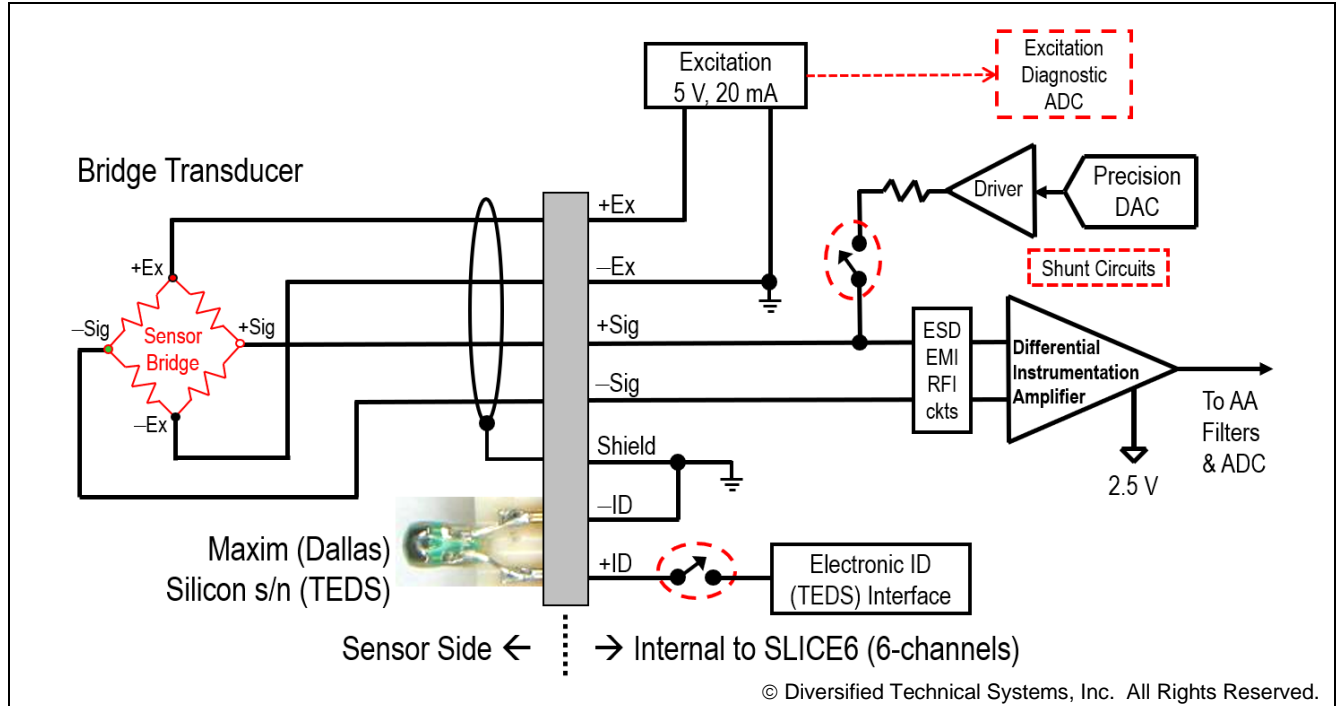 Excitation
5 V, 20 mA
Excitation
Diagnostic
ADC
Bridge Transducer
Driver
Precision
DAC
Shunt Circuits
+Ex
–Ex
+Sig
–Sig
Shield
–ID
+ID
+Ex
–Sig
+Sig
Sensor
Bridge
–Ex
ESD
EMI
RFI
ckts
Differential
Instrumentation
Amplifier
2.5 V
To AA
Filters
& ADC
Maxim (Dallas)
Silicon s/n (TEDS)
Electronic ID
(TEDS) Interface
Sensor Side ←
→ Internal to SLICE6 (6-channels)
© Diversified Technical Systems, Inc. All Rights Reserved.